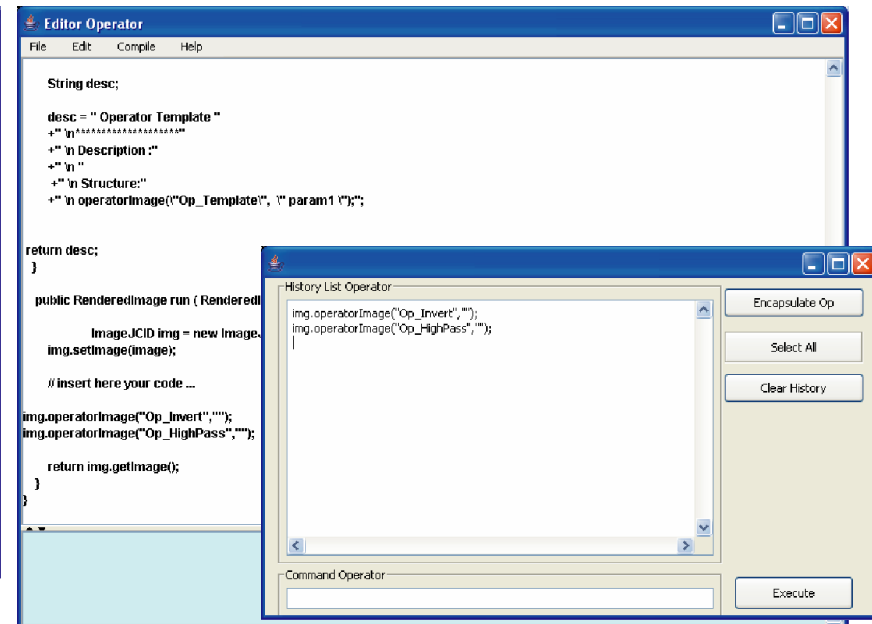 Editor Operator
File Edit Compile Help
String desc;
desc = " Operator Template "
+" \n********************"
+" \n Description :"
+" \n "
+" \n Structure:"
+" \n operatorImage(\"Op_Template\", \" param1 \");";
return desc;
}
public RenderedImage run ( RenderedI
ImageJCID img = new ImageJ
img.setImage(image);
//insert here your code ...
img.operatorImage("Op_Invert","");
img.operatorImage("Op_HighPass","");
return img.getImage();
}
}
History List Operator
img.operatorImage("Op_Invert","");
img.operatorImage("Op_HighPass","");
Encapsulate Op
Select All
Clear History
Command Operator
Execute